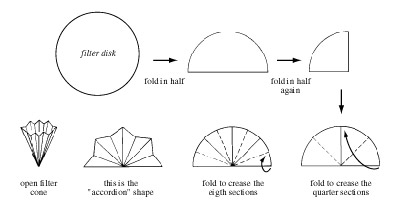 filter disk
fold in half
fold in half
again
open filter
cone
this is the
"accordion" shape
fold to crease the
eigth sections
fold to crease the
quarter sections